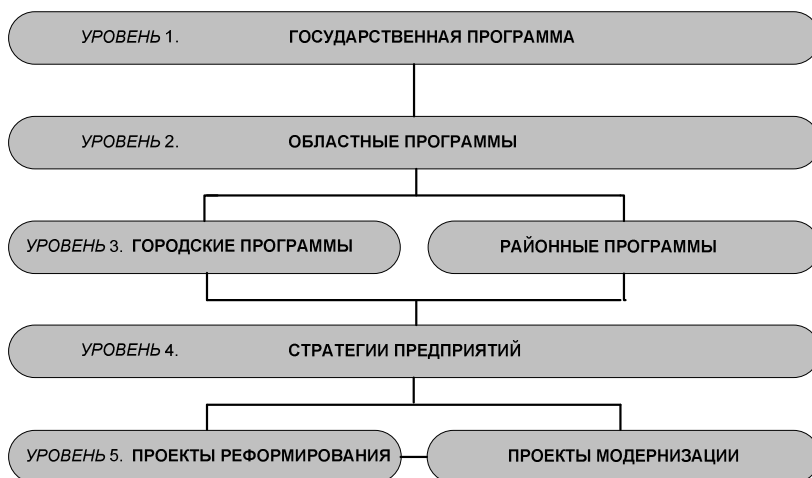 УРОВЕНЬ 1. ГОСУДАРСТВЕННАЯ ПРОГРАММА
УРОВЕНЬ 2. ОБЛАСТНЫЕ ПРОГРАММЫ
УРОВЕНЬ 3. ГОРОДСКИЕ ПРОГРАММЫ РАЙОННЫЕ ПРОГРАММЫ
УРОВЕНЬ 4. СТРАТЕГИИ ПРЕДПРИЯТИЙ
УРОВЕНЬ 5. ПРОЕКТЫ РЕФОРМИРОВАНИЯ ПРОЕКТЫ МОДЕРНИЗАЦИИ